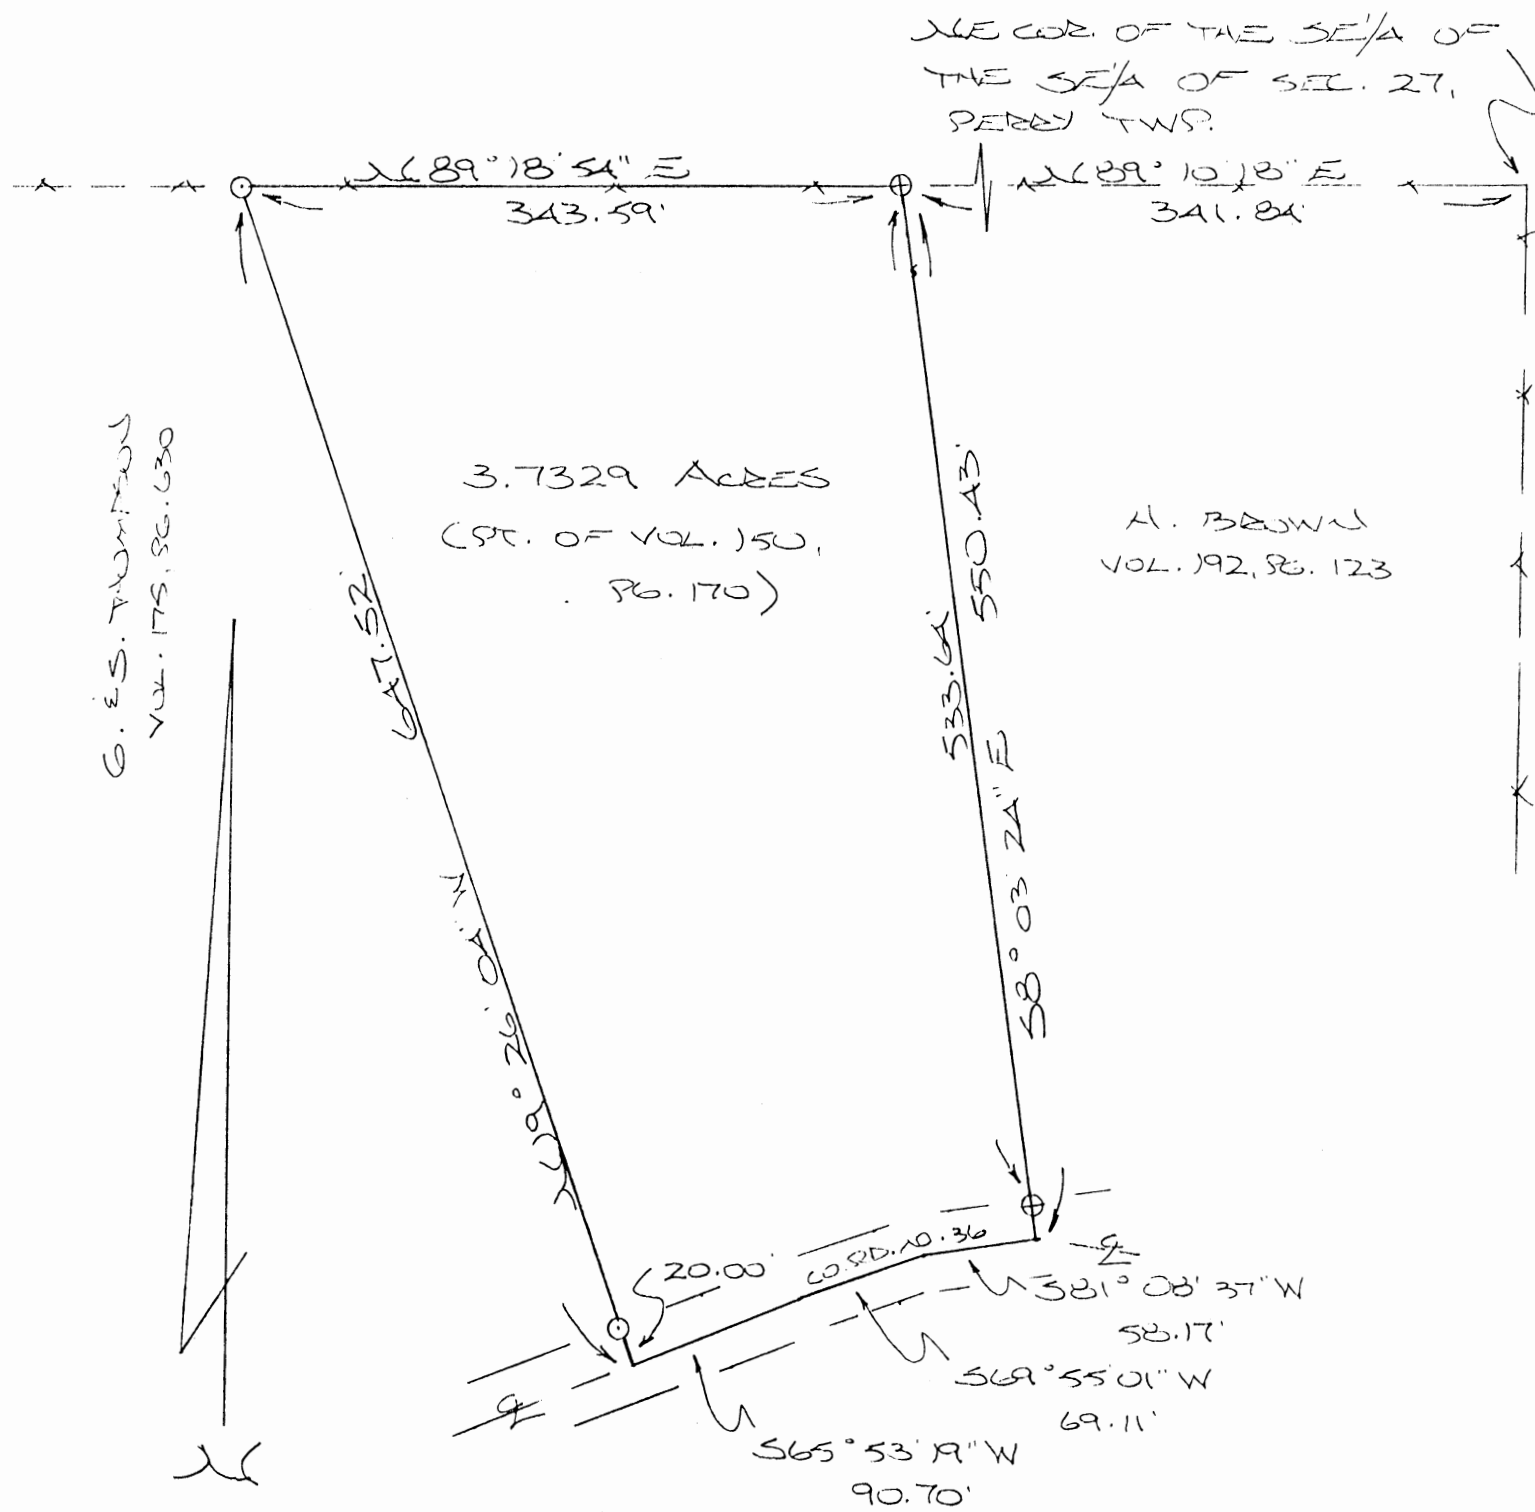 NE COR. OF THE SE1/4 OF
THE SE1/4 OF SEC. 27,
PERRY TWP.
N89°18'54" E
343.59'
N89°10'18" E
341.84'
G. & S. THOMPSON
VOL. 175, PG. 630
3.7329 ACRES
(PT. OF VOL. 150,
PG. 170)
H. BROWN
VOL. 192, PG. 123
647.52'
N19°26'04" W
533.64'
550.43'
S8°03'24" E
20.00'
CO. RD. NO. 36
℄
S81°08'37" W
58.17'
S69°55'01" W
69.11'
℄
S65°53'19" W
90.70'
N